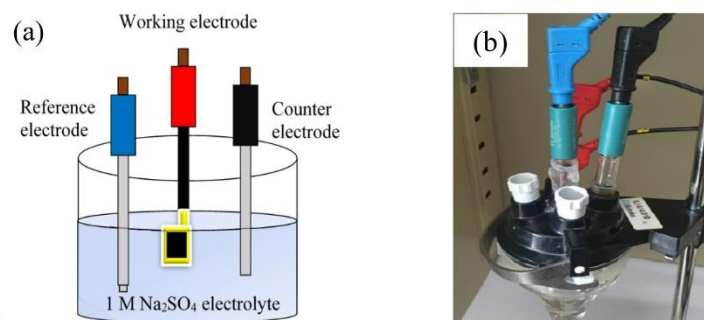 (a)
Working electrode
Reference
electrode
Counter
electrode
1 M Na₂SO₄ electrolyte
(b)